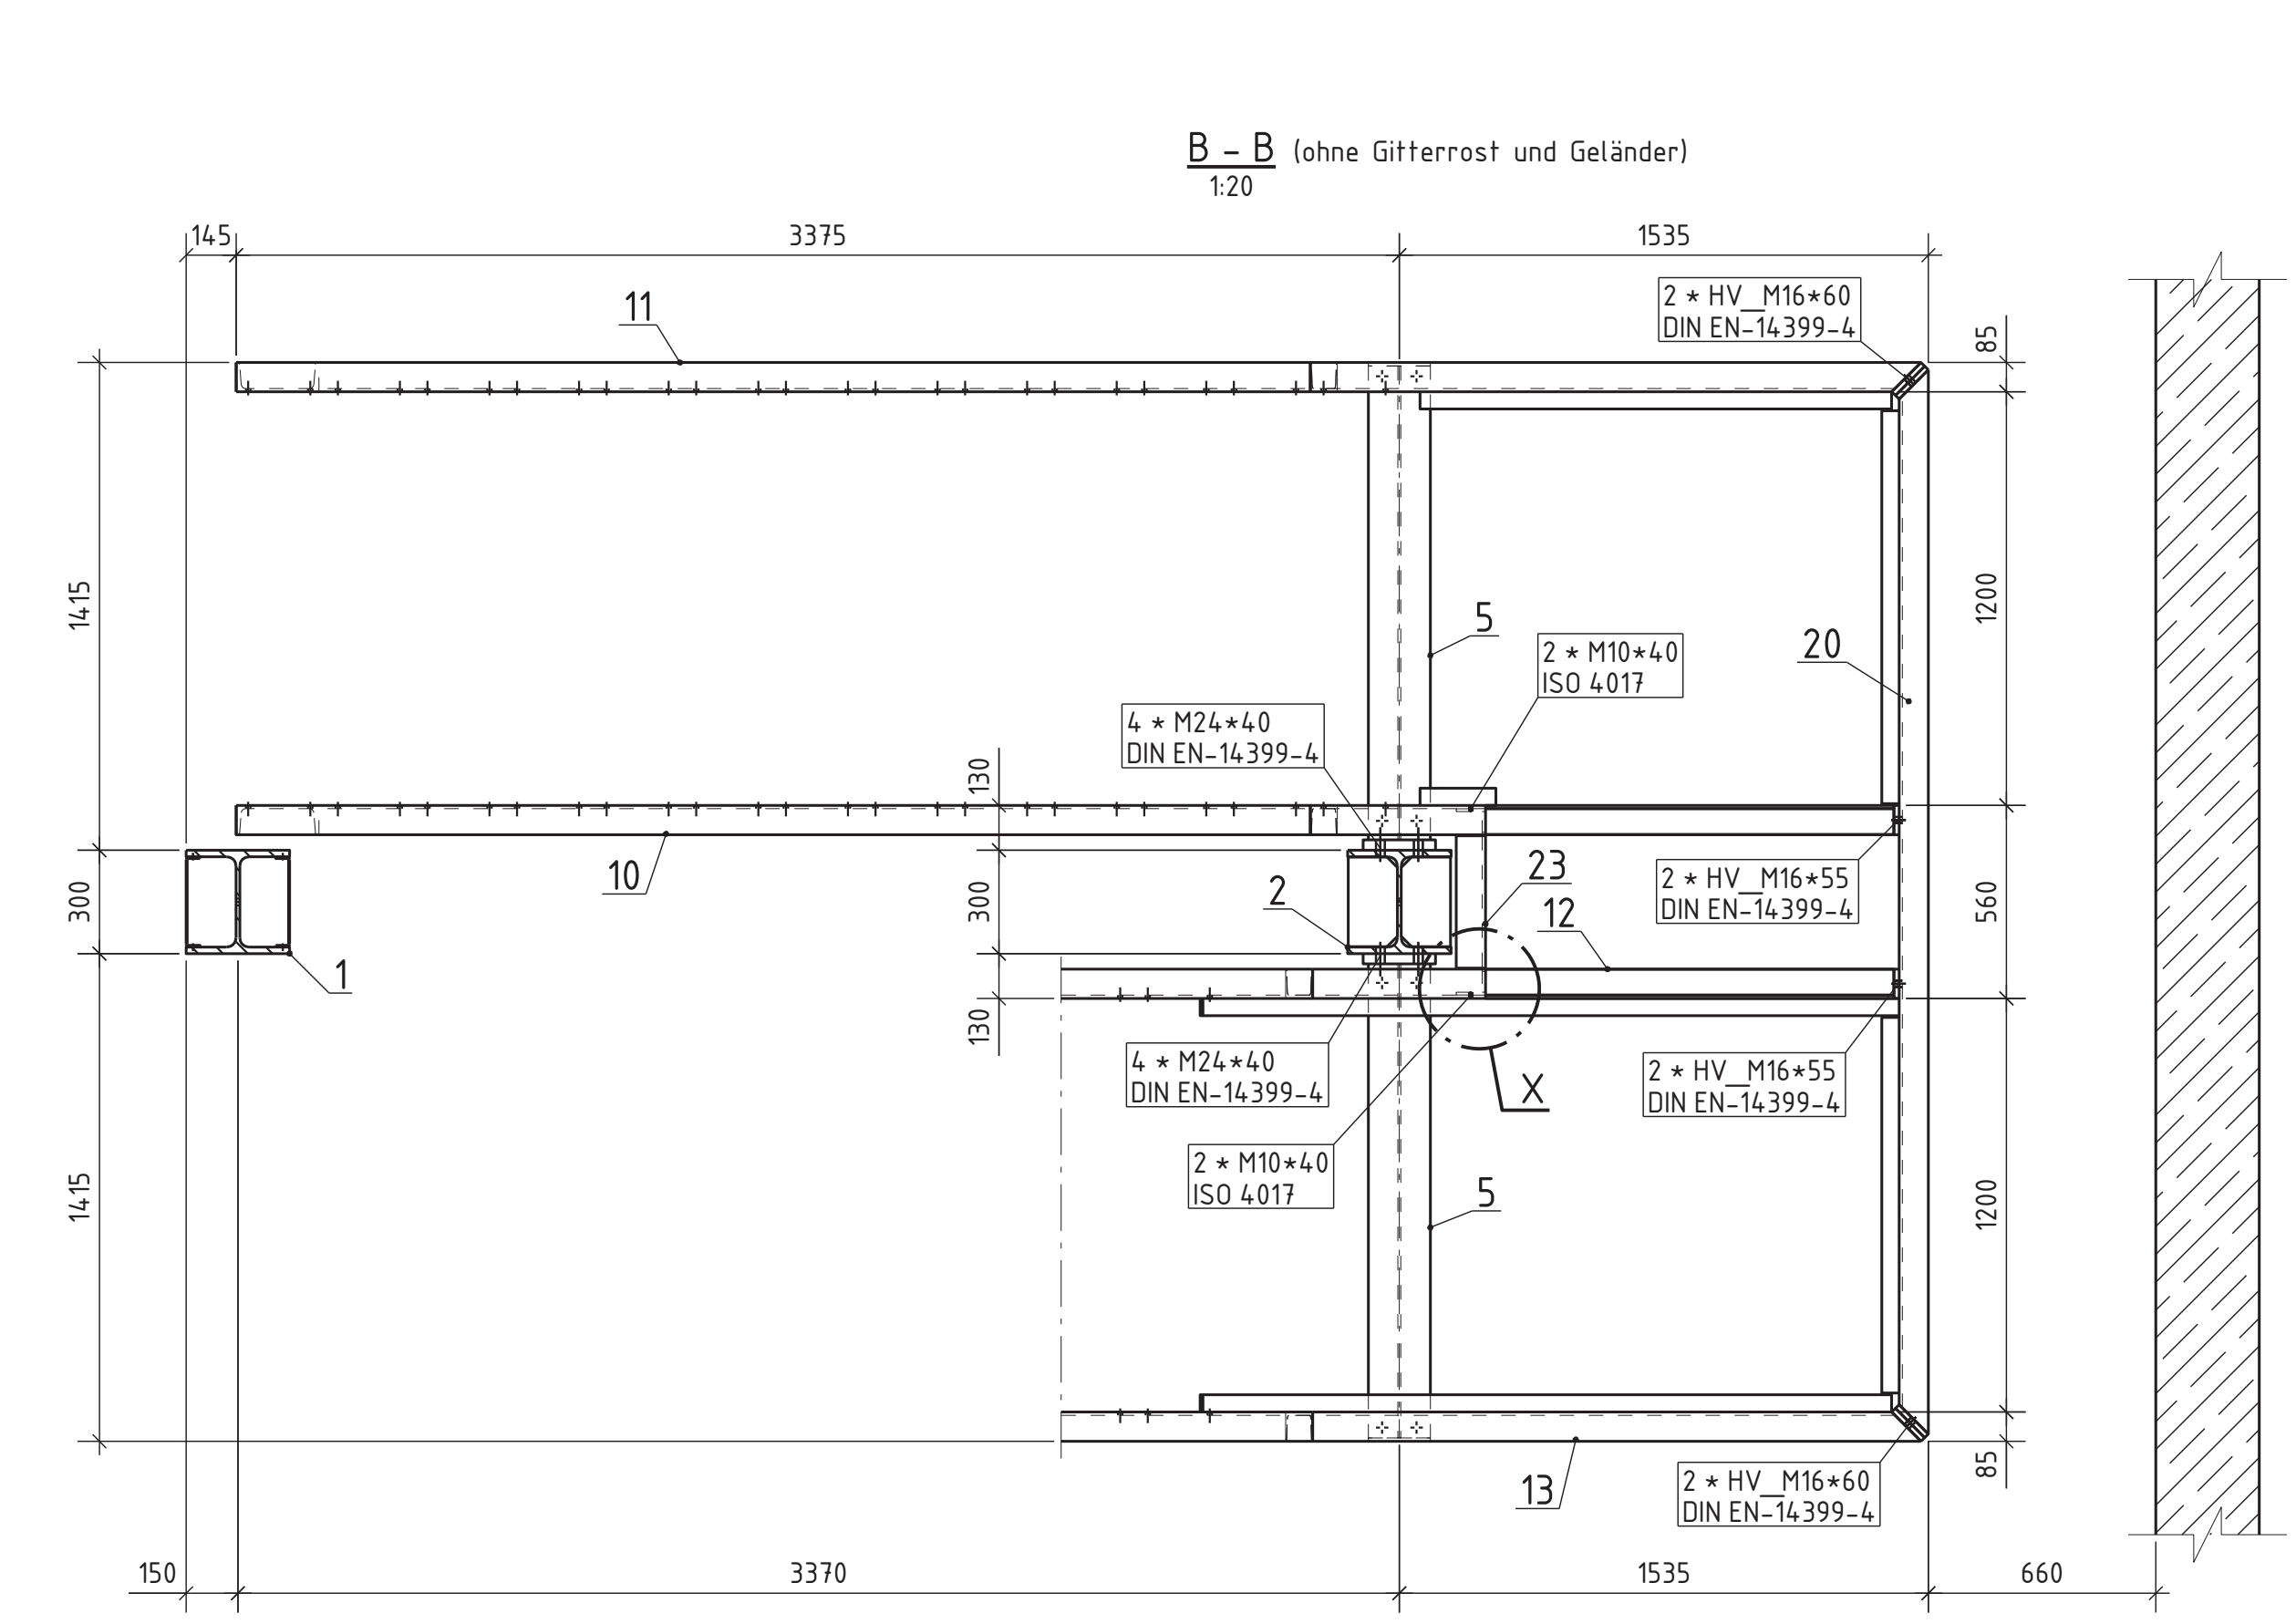 B – B (ohne Gitterrost und Geländer)
1:20
145
3375
1535
2 * HV_M16*60
DIN EN-14399-4
85
11
1415
1200
5
20
2 * M10*40
ISO 4017
4 * M24*40
DIN EN-14399-4
130
10
300
300
2
23
12
2 * HV_M16*55
DIN EN-14399-4
560
1
130
4 * M24*40
DIN EN-14399-4
X
2 * HV_M16*55
DIN EN-14399-4
2 * M10*40
ISO 4017
5
1415
1200
13
2 * HV_M16*60
DIN EN-14399-4
85
150
3370
1535
660